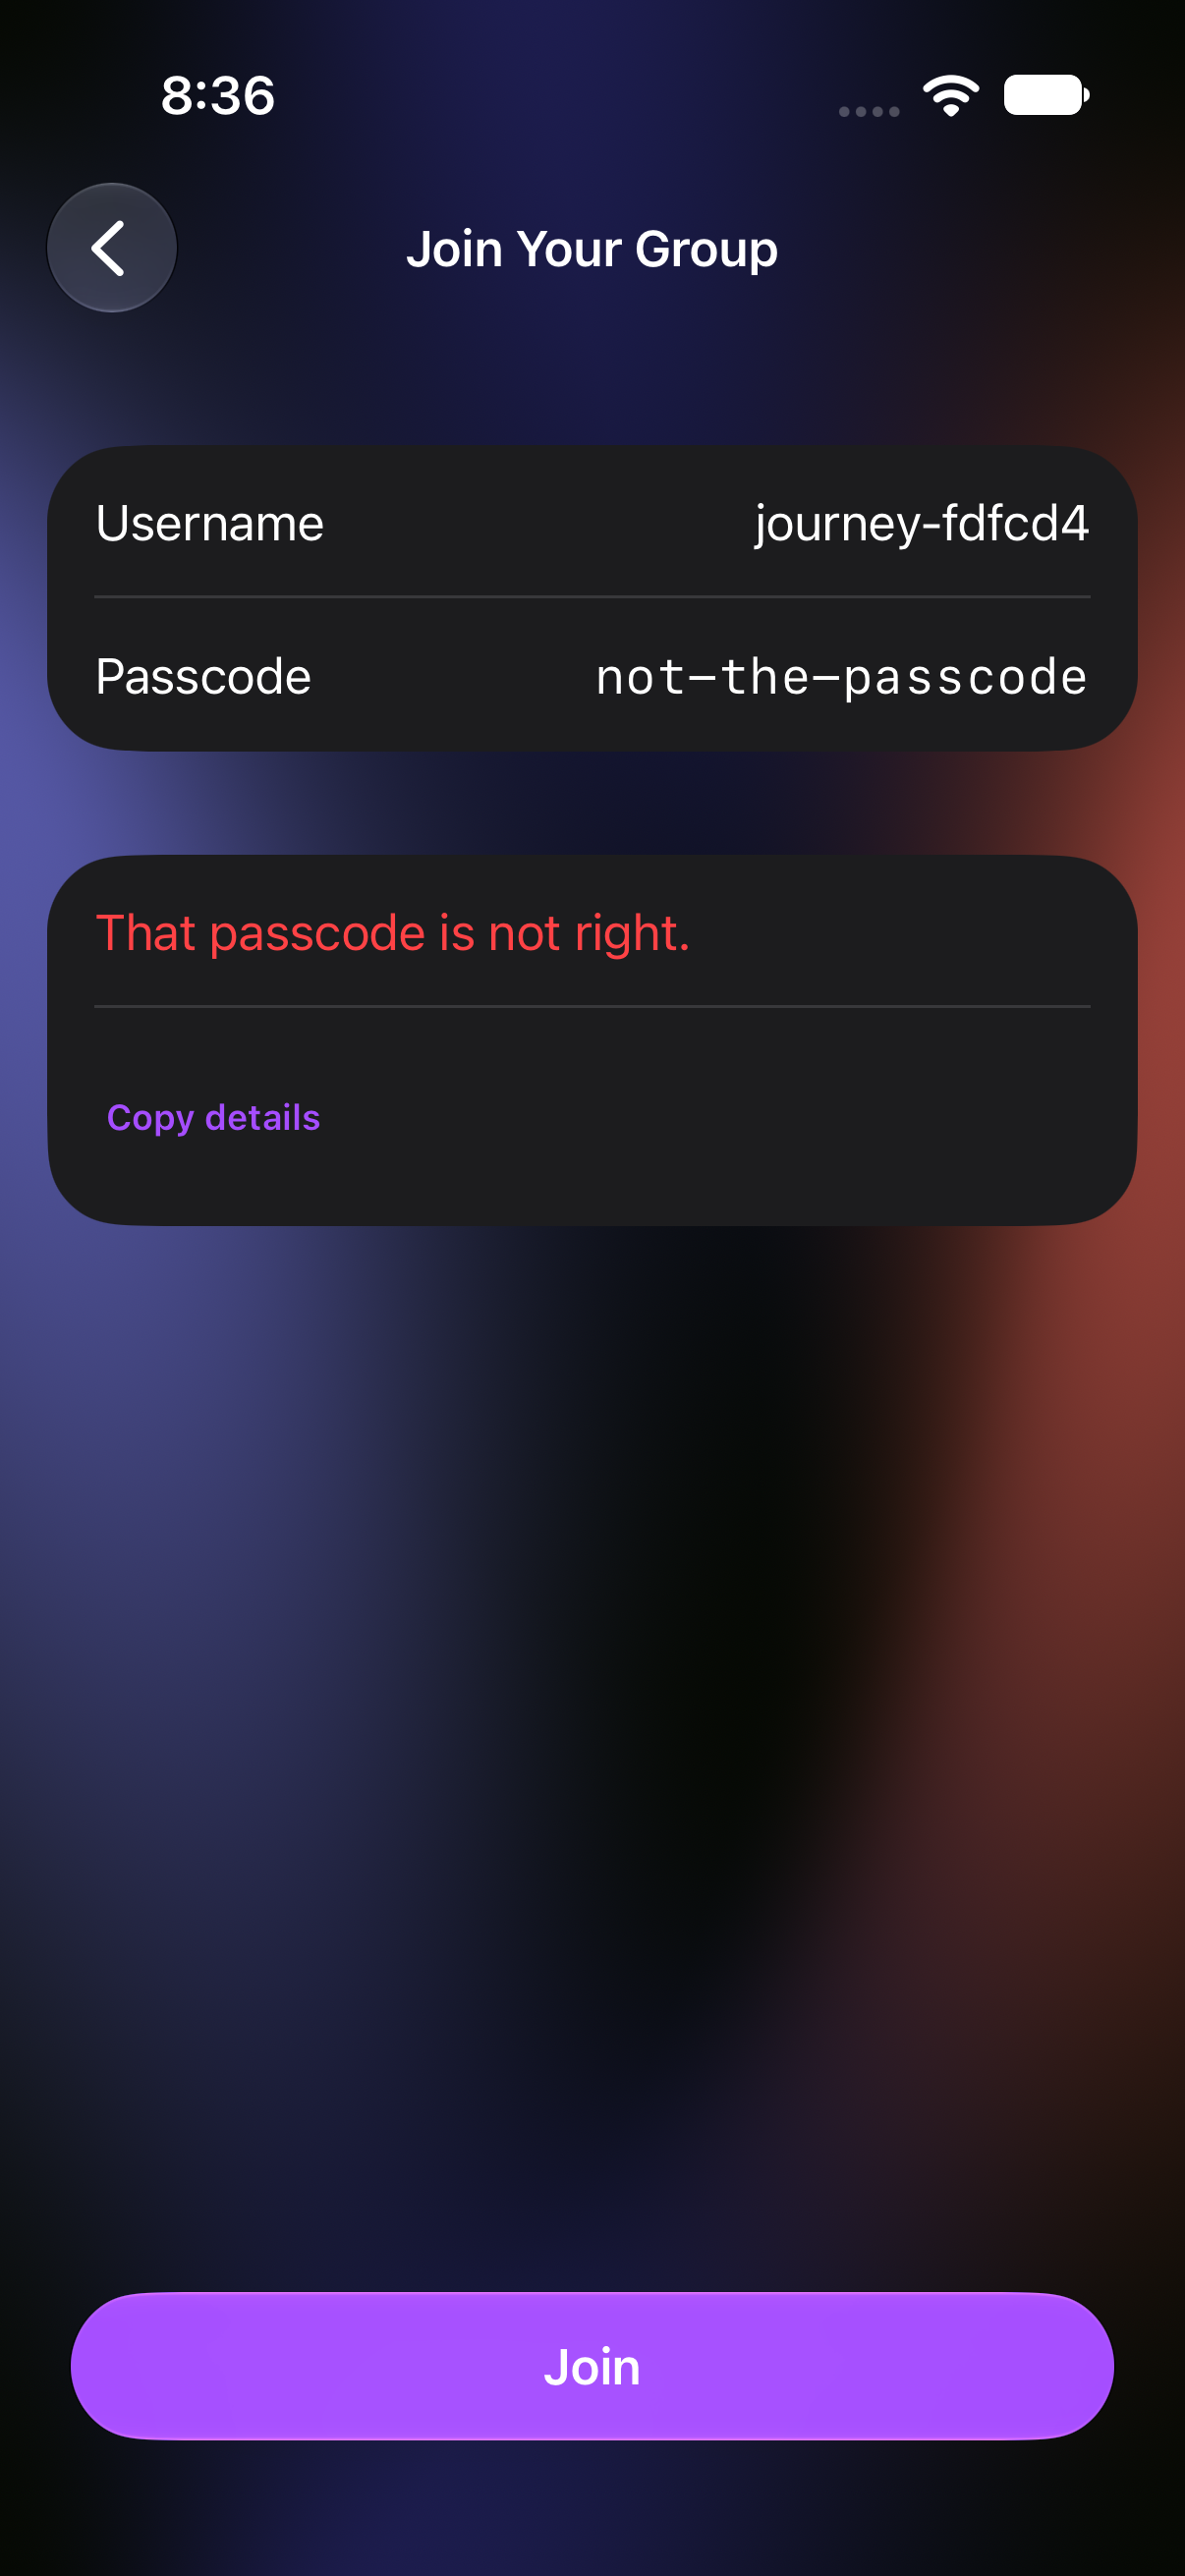 8:36
Join Your Group
Username journey-fdfcd4
Passcode not-the-passcode
That passcode is not right.
Copy details
Join